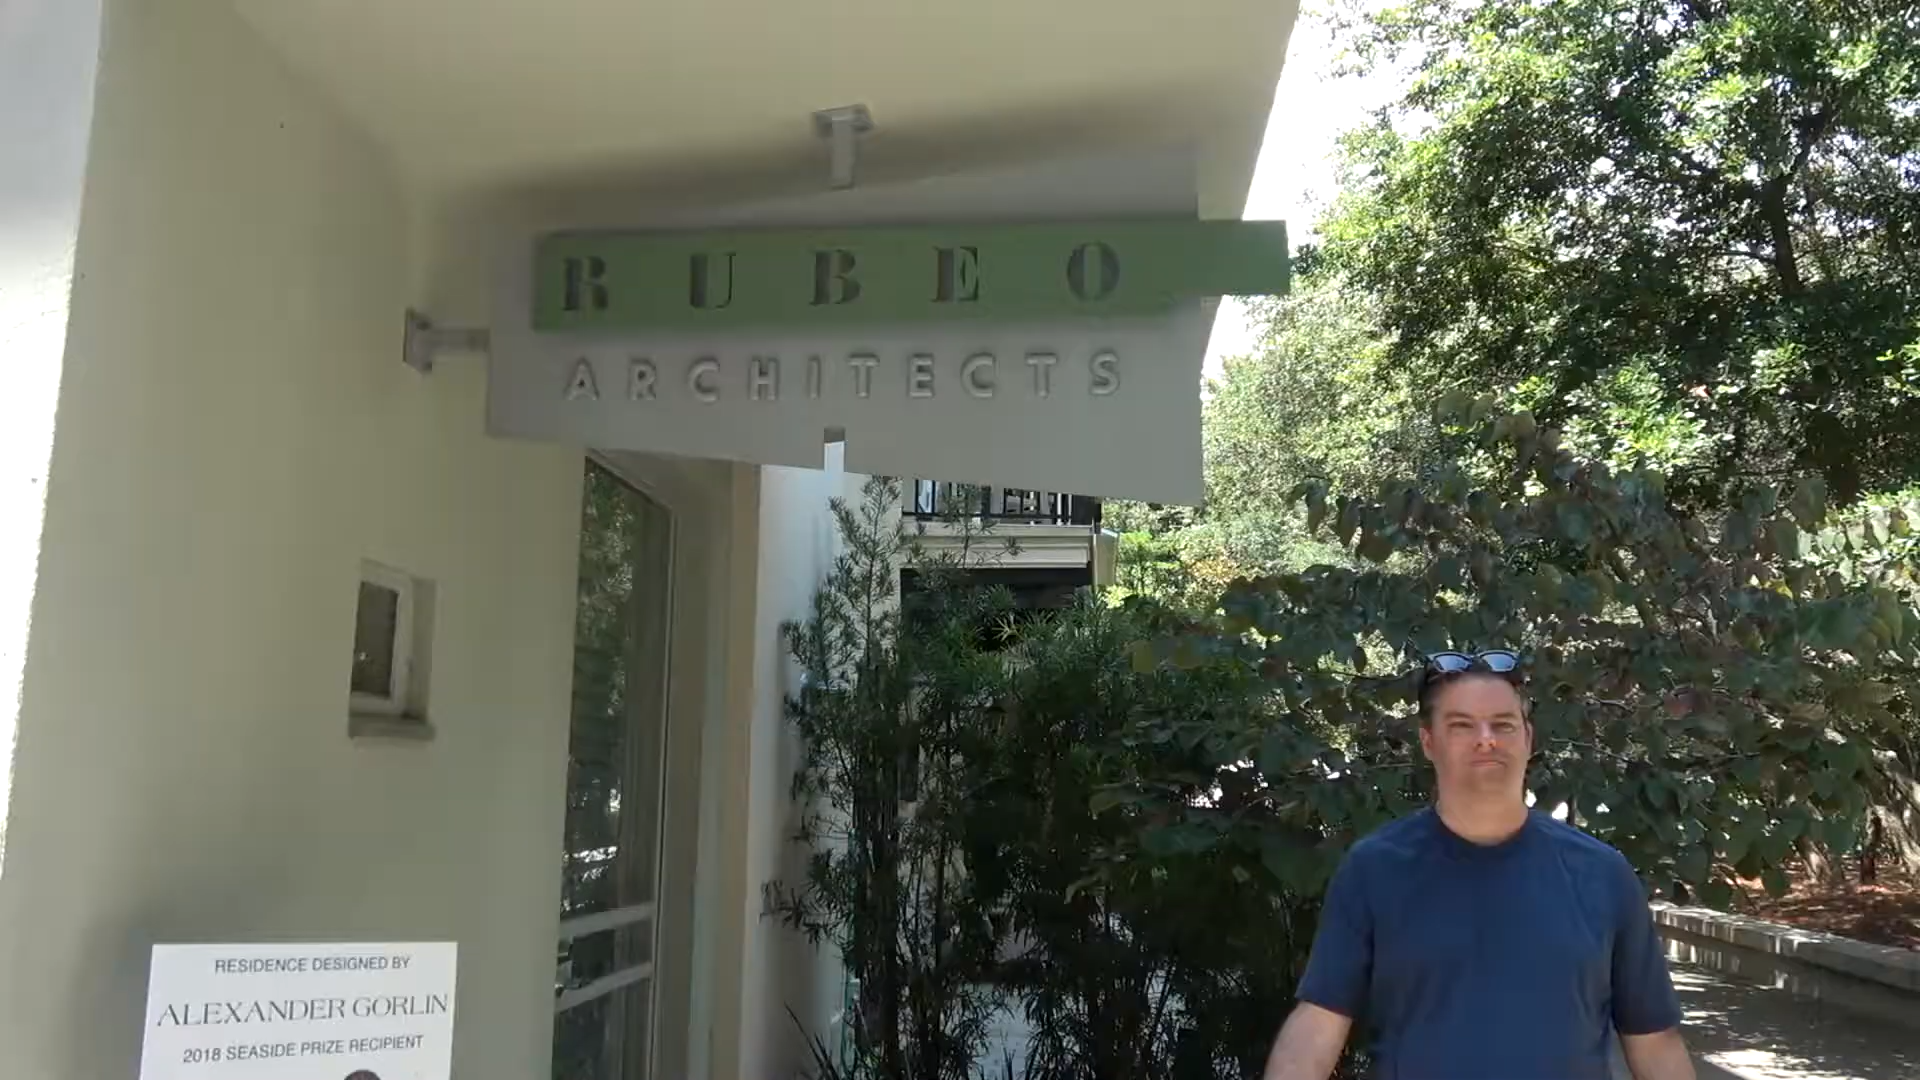 RUBEO
ARCHITECTS
RESIDENCE DESIGNED BY
ALEXANDER GORLIN
2018 SEASIDE PRIZE RECIPIENT